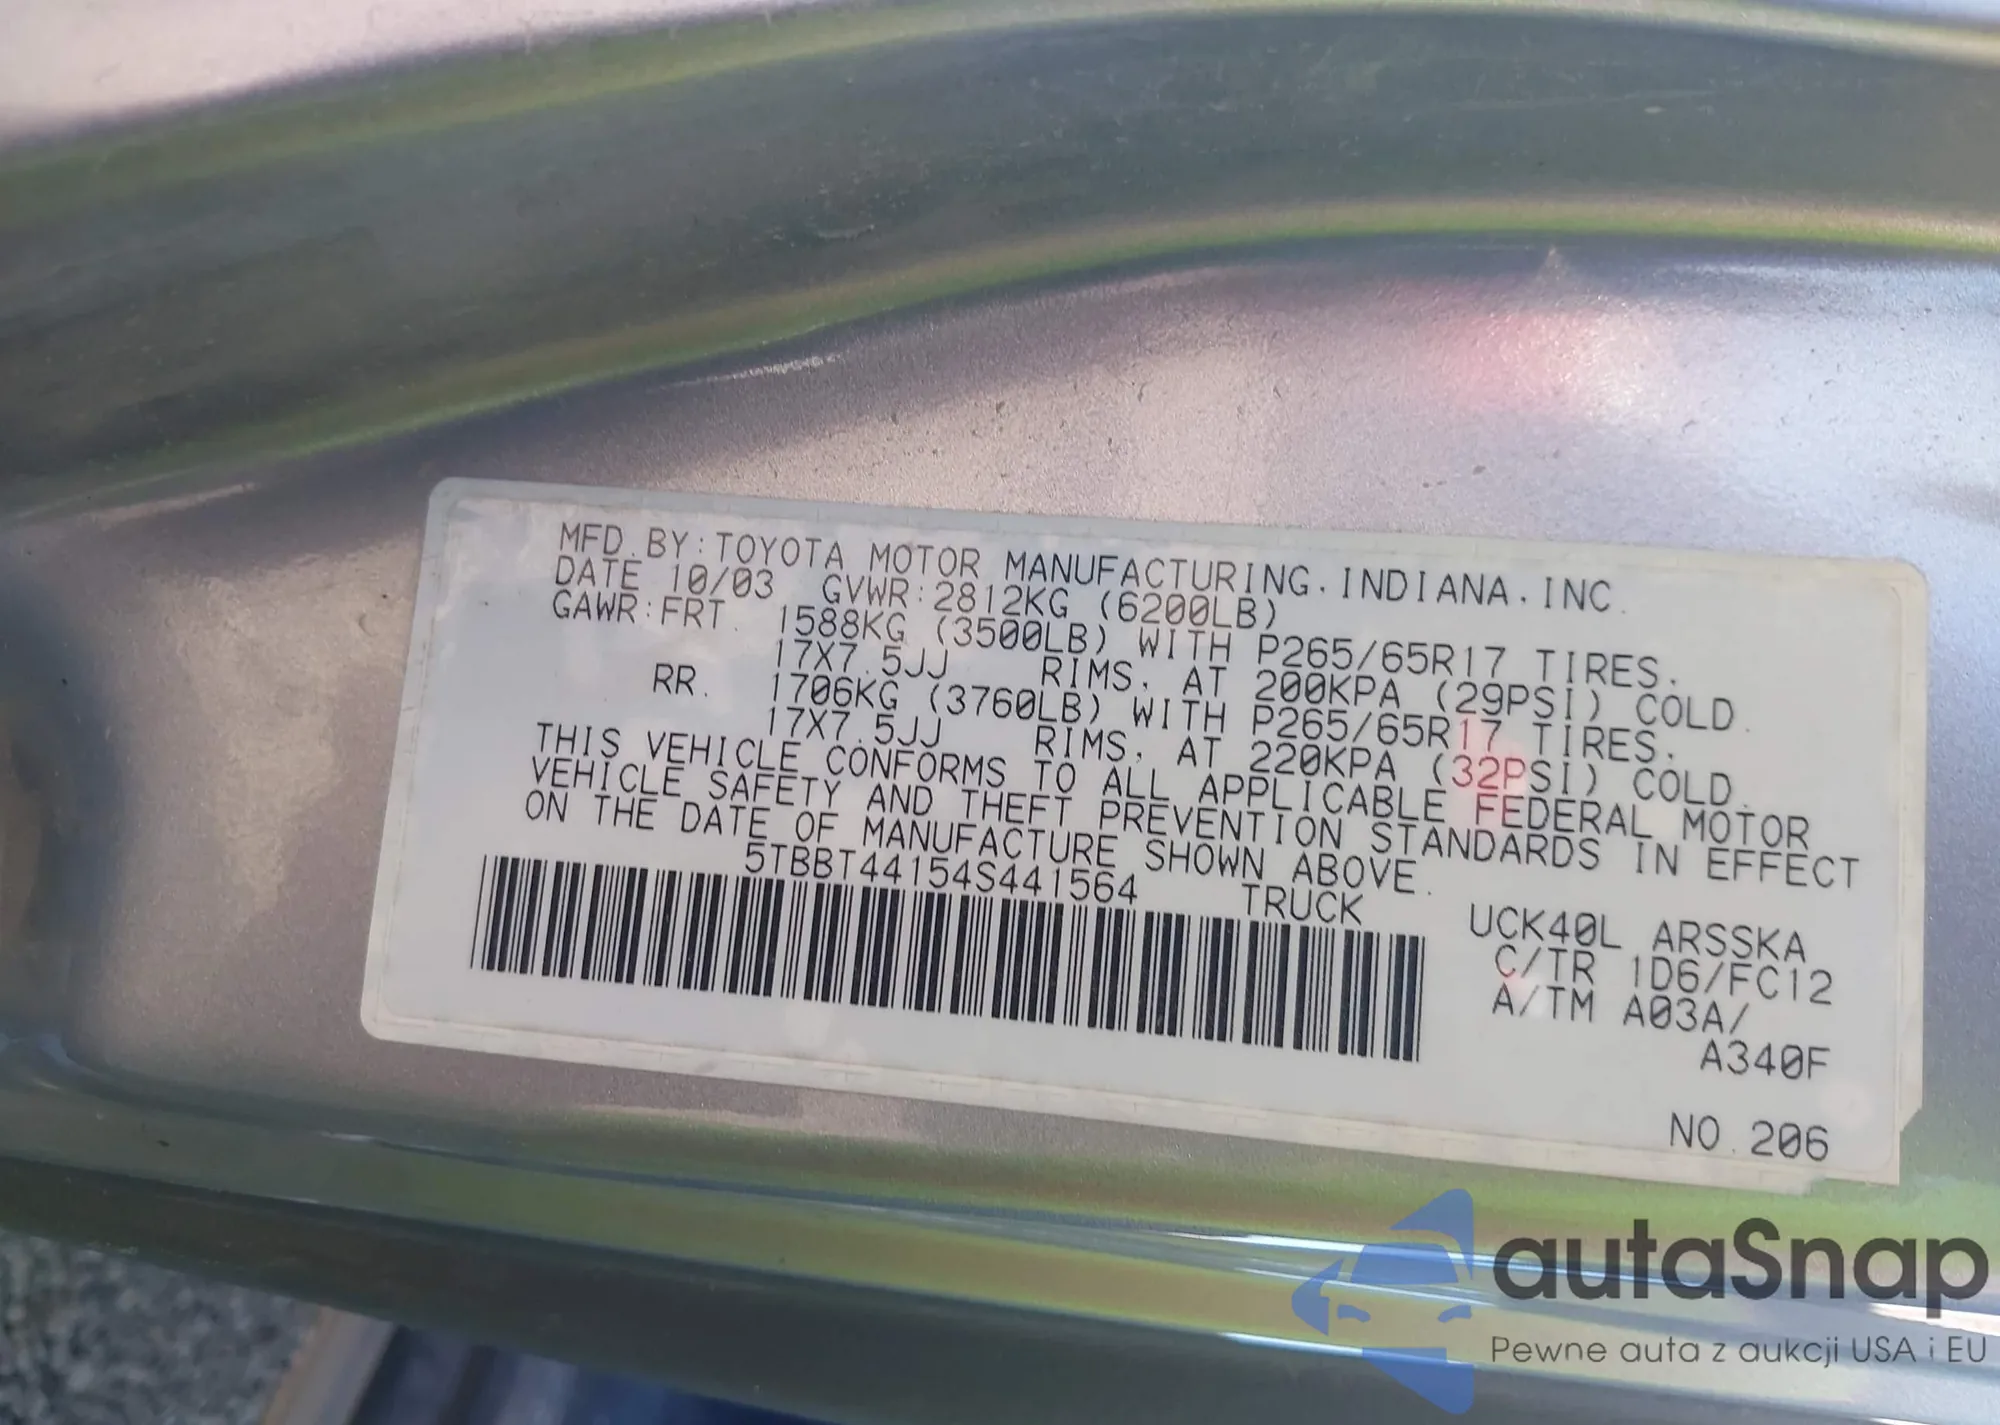 MFD.BY:TOYOTA MOTOR MANUFACTURING.INDIANA.INC.
DATE 10/03 GVWR:2812KG (6200LB)
GAWR:FRT. 1588KG (3500LB) WITH P265/65R17 TIRES.
17X7.5JJ RIMS, AT 200KPA (29PSI) COLD.
RR. 1706KG (3760LB) WITH P265/65R17 TIRES.
17X7.5JJ RIMS, AT 220KPA (32PSI) COLD.
THIS VEHICLE CONFORMS TO ALL APPLICABLE FEDERAL MOTOR
VEHICLE SAFETY AND THEFT PREVENTION STANDARDS IN EFFECT
ON THE DATE OF MANUFACTURE SHOWN ABOVE.
5TBBT44154S441564 TRUCK
UCK40L ARSSKA
C/TR 1D6/FC12
A/TM A03A/
A340F
NO.206
autaSnap
Pewne auta z aukcji USA i EU